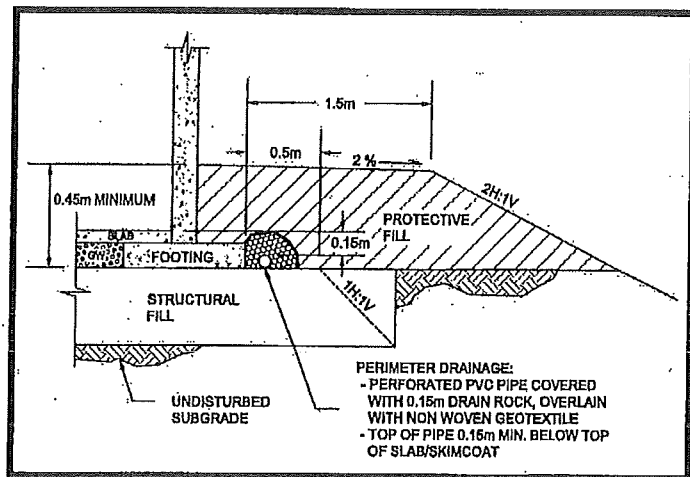 1.5m
0.5m
2 %
0.45m MINIMUM
2H:1V
PROTECTIVE
FILL
SLAB
0.15m
GW
FOOTING
STRUCTURAL
FILL
1H:1V
UNDISTURBED
SUBGRADE
PERIMETER DRAINAGE:
- PERFORATED PVC PIPE COVERED
WITH 0.15m DRAIN ROCK, OVERLAIN
WITH NON WOVEN GEOTEXTILE
- TOP OF PIPE 0.15m MIN. BELOW TOP
OF SLAB/SKIMCOAT